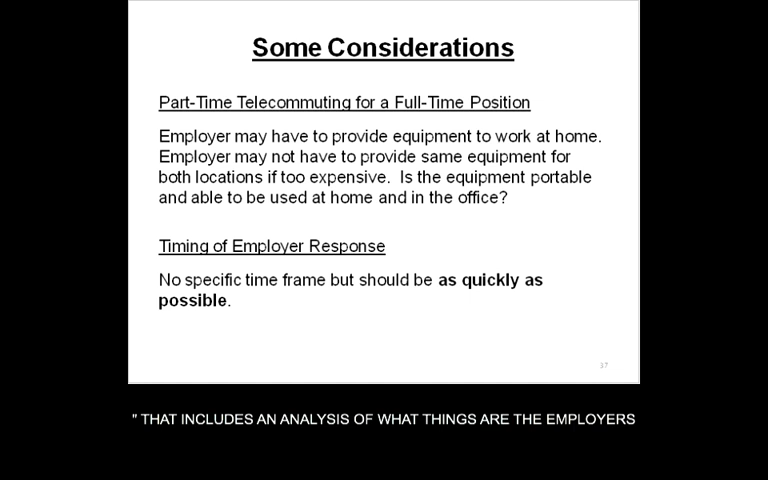 Some Considerations
Part-Time Telecommuting for a Full-Time Position
Employer may have to provide equipment to work at home.
Employer may not have to provide same equipment for
both locations if too expensive.  Is the equipment portable
and able to be used at home and in the office?
Timing of Employer Response
No specific time frame but should be as quickly as
possible.
17
" THAT INCLUDES AN ANALYSIS OF WHAT THINGS ARE THE EMPLOYERS